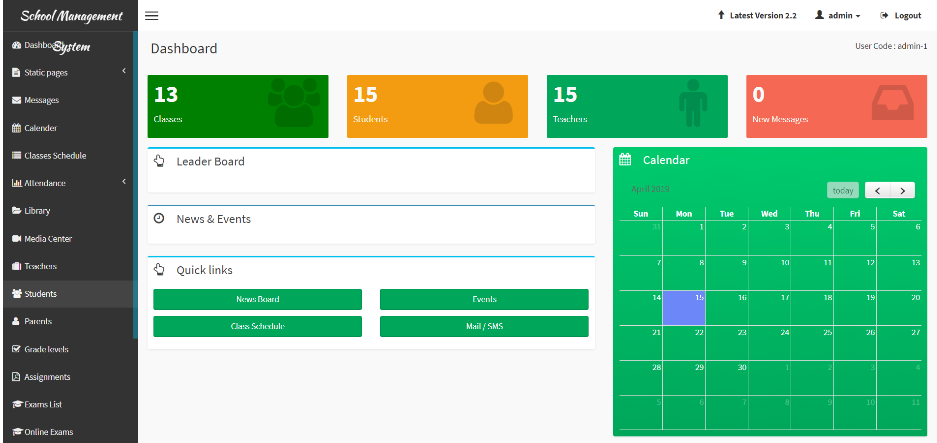 School Management
System
Dashboard
Static pages
Messages
Calender
Classes Schedule
Attendance
Library
Media Center
Teachers
Students
Parents
Grade levels
Assignments
Exams List
Online Exams
Latest Version 2.2
admin
Logout
Dashboard
User Code : admin-1
13
Classes
15
Students
15
Teachers
0
New Messages
Leader Board
News & Events
Quick links
News Board
Events
Class Schedule
Mail / SMS
Calendar
April 2019
today
Sun Mon Tue Wed Thu Fri Sat
31 1 2 3 4 5 6
7 8 9 10 11 12 13
14 15 16 17 18 19 20
21 22 23 24 25 26 27
28 29 30 1 2 3 4
5 6 7 8 9 10 11